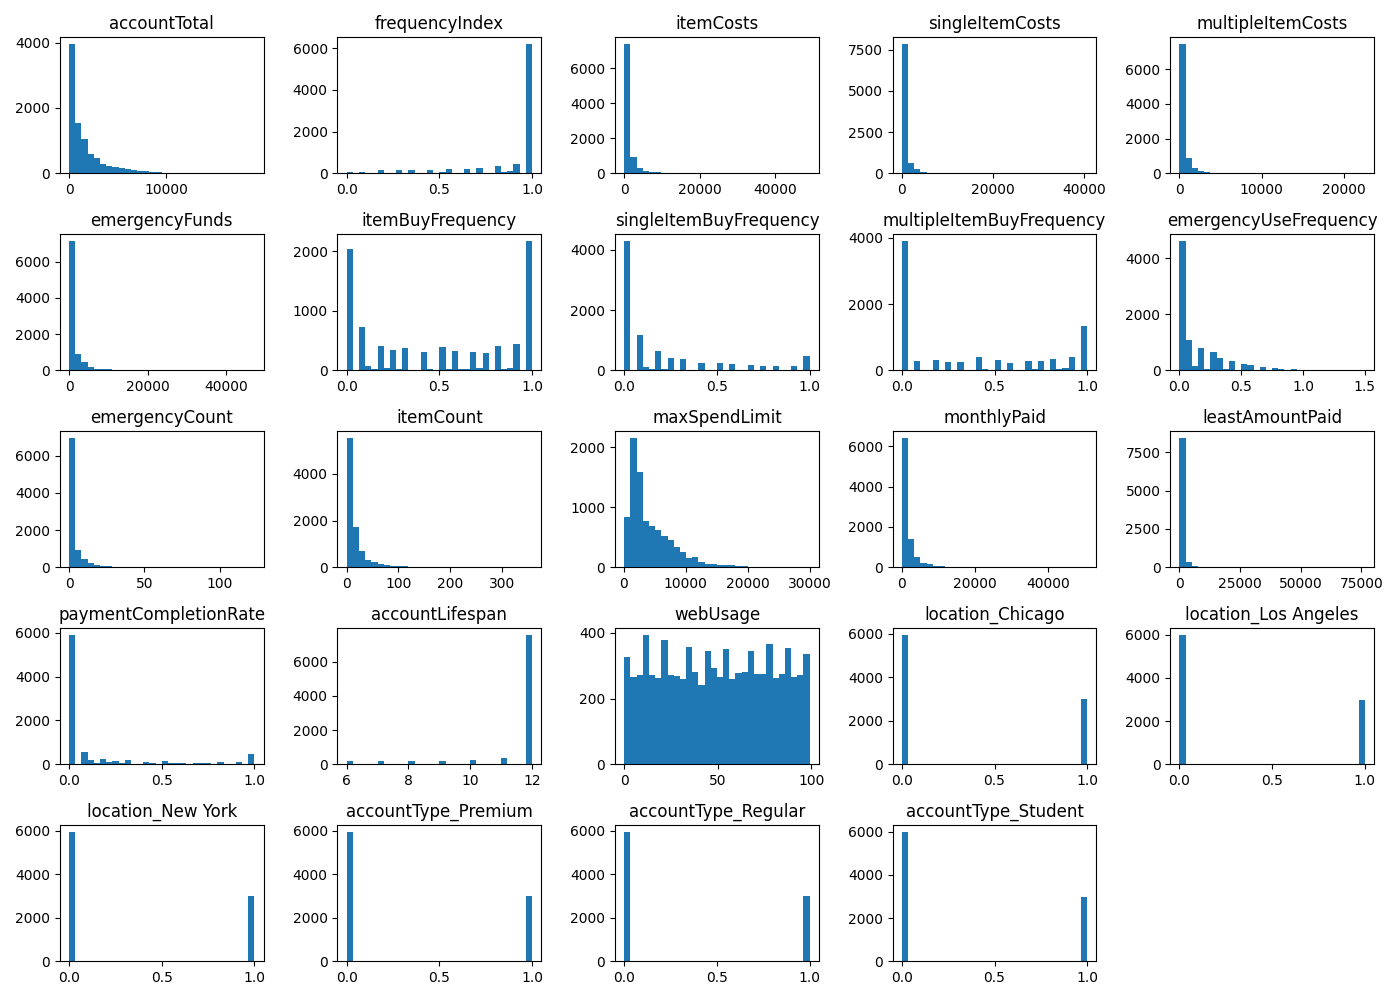 accountTotal
4000
2000
0
0 10000
frequencyIndex
6000
4000
2000
0
0.0 0.5 1.0
itemCosts
6000
4000
2000
0
0 20000 40000
singleItemCosts
7500
5000
2500
0
0 20000 40000
multipleItemCosts
6000
4000
2000
0
0 10000 20000
emergencyFunds
6000
4000
2000
0
0 20000 40000
itemBuyFrequency
2000
1000
0
0.0 0.5 1.0
singleItemBuyFrequency
4000
2000
0
0.0 0.5 1.0
multipleItemBuyFrequency
4000
2000
0
0.0 0.5 1.0
emergencyUseFrequency
4000
2000
0
0.0 0.5 1.0 1.5
emergencyCount
6000
4000
2000
0
0 50 100
itemCount
4000
2000
0
0 100 200 300
maxSpendLimit
2000
1000
0
0 10000 20000 30000
monthlyPaid
6000
4000
2000
0
0 20000 40000
leastAmountPaid
7500
5000
2500
0
0 25000 50000 75000
paymentCompletionRate
6000
4000
2000
0
0.0 0.5 1.0
accountLifespan
6000
4000
2000
0
6 8 10 12
webUsage
400
200
0
0 50 100
location_Chicago
6000
4000
2000
0
0.0 0.5 1.0
location_Los Angeles
6000
4000
2000
0
0.0 0.5 1.0
location_New York
6000
4000
2000
0
0.0 0.5 1.0
accountType_Premium
6000
4000
2000
0
0.0 0.5 1.0
accountType_Regular
6000
4000
2000
0
0.0 0.5 1.0
accountType_Student
6000
4000
2000
0
0.0 0.5 1.0